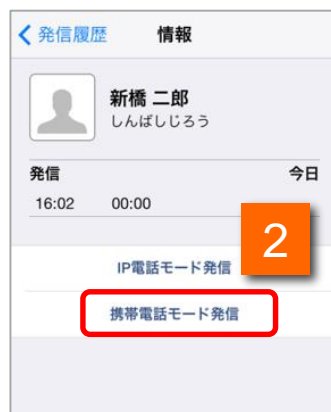 発信履歴 情報
新橋 二郎
しんばしじろう
発信 今日
16:02 00:00
2
IP電話モード発信
携帯電話モード発信